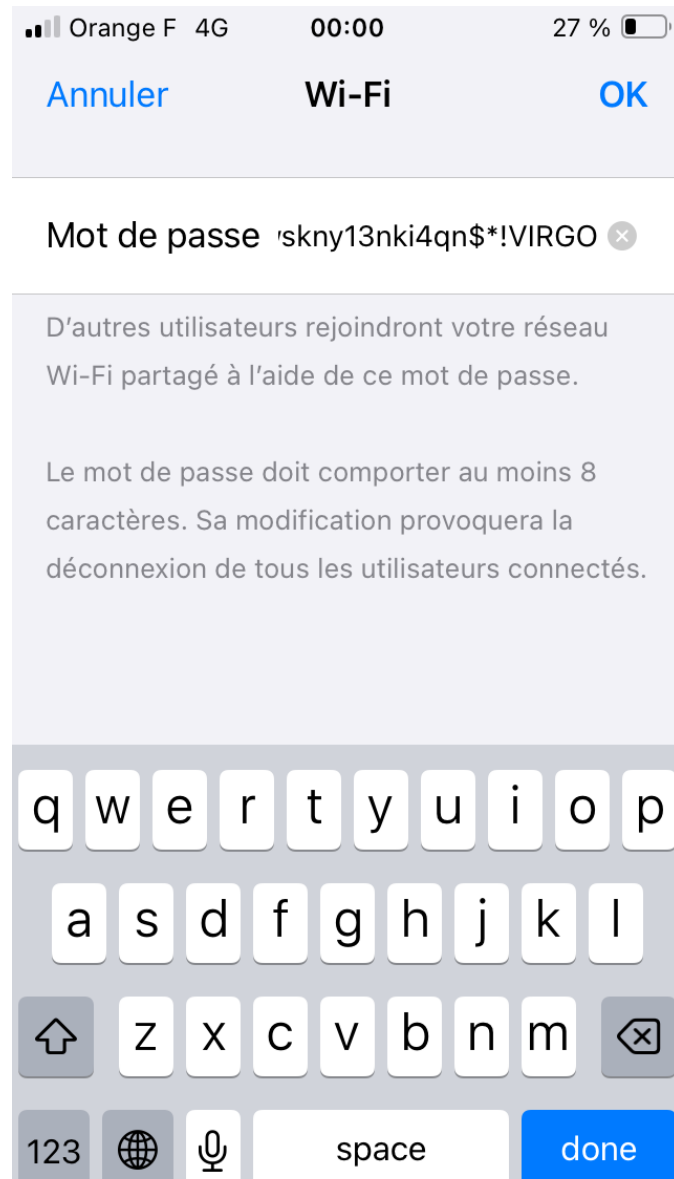 Orange F 4G 00:00 27 %
Annuler Wi-Fi OK
Mot de passe skny13nki4qn$*!VIRGO
D’autres utilisateurs rejoindront votre réseau
Wi-Fi partagé à l’aide de ce mot de passe.
Le mot de passe doit comporter au moins 8
caractères. Sa modification provoquera la
déconnexion de tous les utilisateurs connectés.
q w e r t y u i o p
a s d f g h j k l
z x c v b n m
123 space done